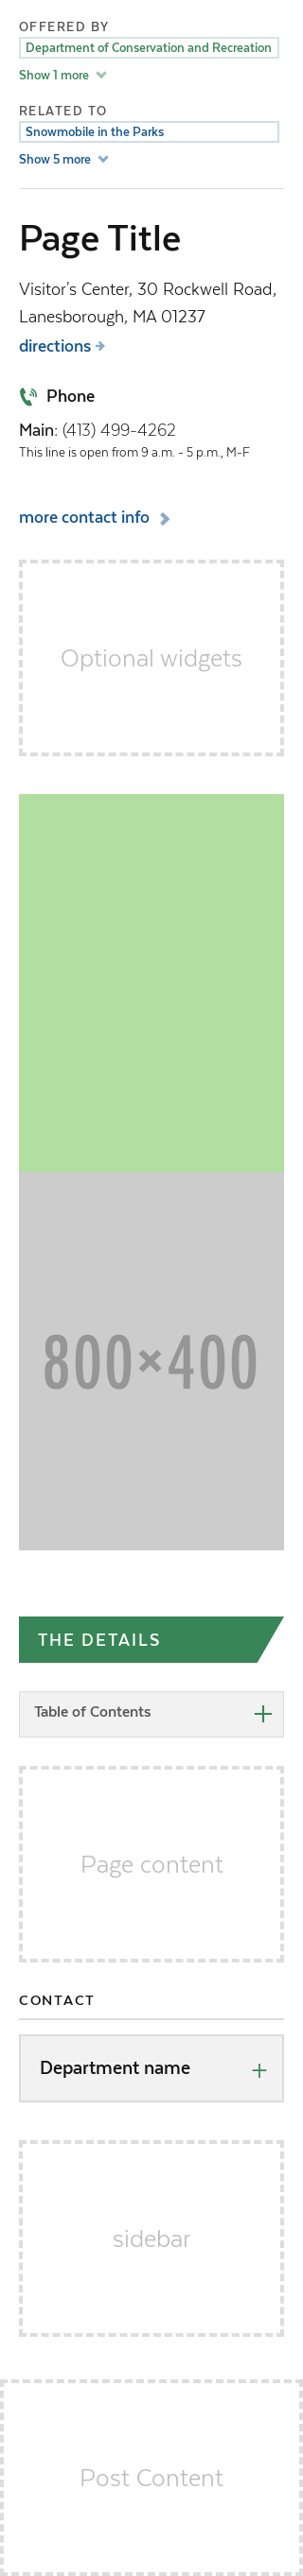 OFFERED BY
Department of Conservation and Recreation
Show 1 more
RELATED TO
Snowmobile in the Parks
Show 5 more
Page Title
Visitor's Center, 30 Rockwell Road,
Lanesborough, MA 01237
directions
Phone
Main: (413) 499-4262
This line is open from 9 a.m. - 5 p.m., M-F
more contact info
Optional widgets
800×400
THE DETAILS
Table of Contents
Page content
CONTACT
Department name
sidebar
Post Content